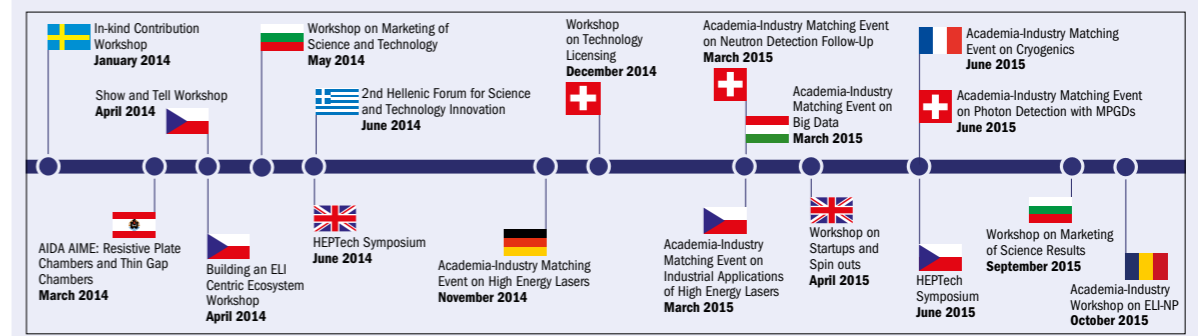 In-kind Contribution
Workshop
January 2014
Show and Tell Workshop
April 2014
Workshop on Marketing of
Science and Technology
May 2014
2nd Hellenic Forum for Science
and Technology Innovation
June 2014
Workshop
on Technology
Licensing
December 2014
Academia-Industry Matching Event
on Neutron Detection Follow-Up
March 2015
Academia-Industry
Matching Event on
Big Data
March 2015
Academia-Industry Matching
Event on Cryogenics
June 2015
Academia-Industry Matching Event
on Photon Detection with MPGDs
June 2015
AIDA AIME: Resistive Plate
Chambers and Thin Gap
Chambers
March 2014
Building an ELI
Centric Ecosystem
Workshop
April 2014
HEPTech Symposium
June 2014
Academia-Industry Matching
Event on High Energy Lasers
November 2014
Academia-Industry
Matching Event on
Industrial Applications
of High Energy Lasers
March 2015
Workshop on
Startups and
Spin outs
April 2015
HEPTech
Symposium
June 2015
Workshop on Marketing
of Science Results
September 2015
Academia-Industry
Workshop on ELI-NP
October 2015